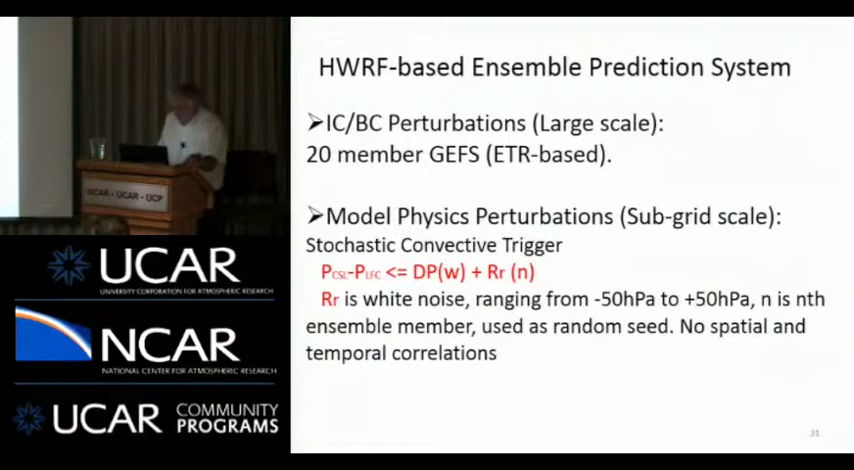 HWRF-based Ensemble Prediction System
➢IC/BC Perturbations (Large scale):
20 member GEFS (ETR-based).
➢Model Physics Perturbations (Sub-grid scale):
Stochastic Convective Trigger
PCSL-PLFC <= DP(w) + Rr (n)
Rr is white noise, ranging from -50hPa to +50hPa, n is nth
ensemble member, used as random seed. No spatial and
temporal correlations
31
NCAR - UCAR - UCP
UCAR
UNIVERSITY CORPORATION FOR ATMOSPHERIC RESEARCH
NCAR
NATIONAL CENTER FOR ATMOSPHERIC RESEARCH
UCAR COMMUNITY
PROGRAMS